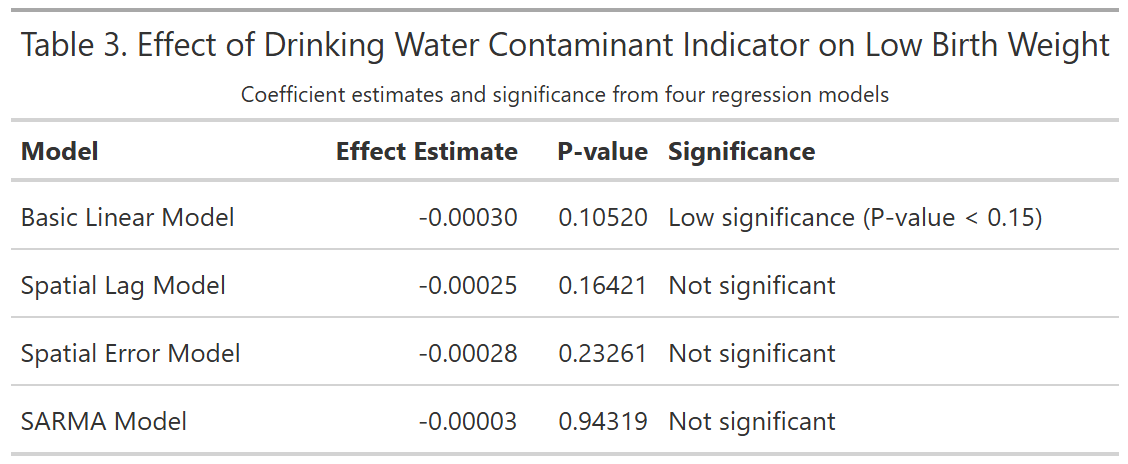 Table 3. Effect of Drinking Water Contaminant Indicator on Low Birth Weight
Coefficient estimates and significance from four regression models
Model Effect Estimate P-value Significance
Basic Linear Model -0.00030 0.10520 Low significance (P-value < 0.15)
Spatial Lag Model -0.00025 0.16421 Not significant
Spatial Error Model -0.00028 0.23261 Not significant
SARMA Model -0.00003 0.94319 Not significant